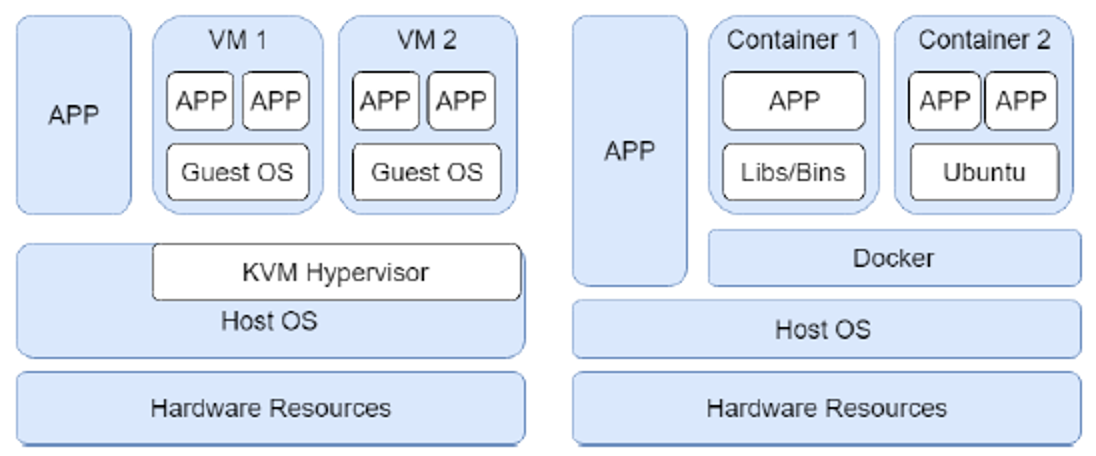 APP
VM 1
APP APP
Guest OS
VM 2
APP APP
Guest OS
KVM Hypervisor
Host OS
Hardware Resources
APP
Container 1
APP
Libs/Bins
Container 2
APP APP
Ubuntu
Docker
Host OS
Hardware Resources